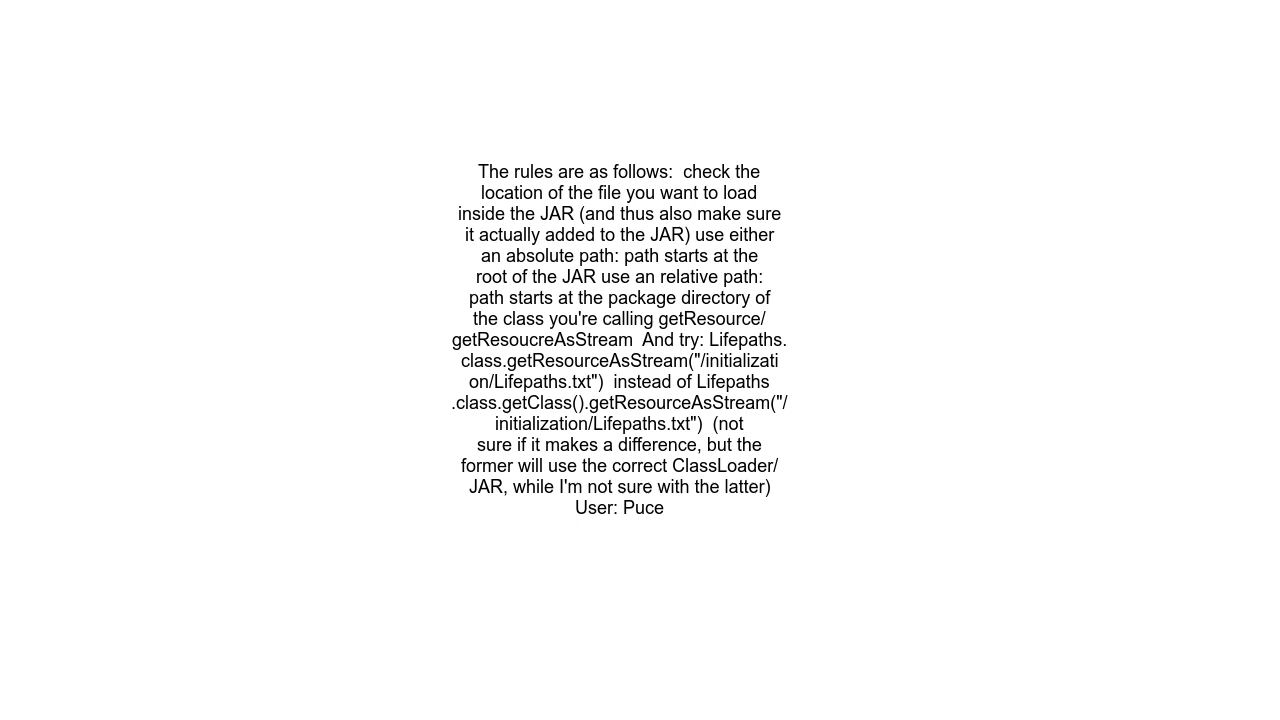 The rules are as follows:  check the
location of the file you want to load
inside the JAR (and thus also make sure
it actually added to the JAR) use either
an absolute path: path starts at the
root of the JAR use an relative path:
path starts at the package directory of
the class you're calling getResource/
getResoucreAsStream  And try: Lifepaths.
class.getResourceAsStream("/initializati
on/Lifepaths.txt")  instead of Lifepaths
.class.getClass().getResourceAsStream("/
initialization/Lifepaths.txt")  (not
sure if it makes a difference, but the
former will use the correct ClassLoader/
JAR, while I'm not sure with the latter)
User: Puce